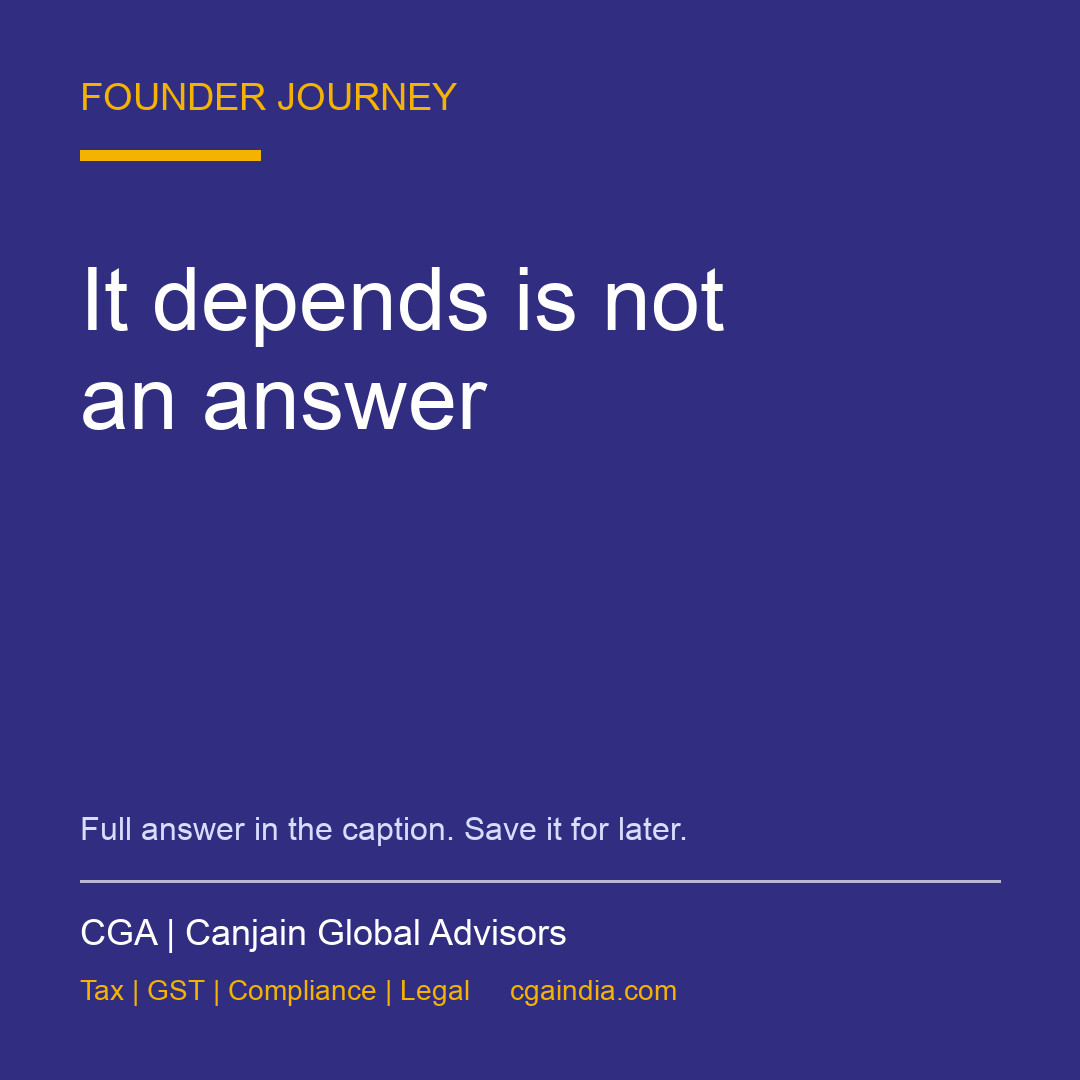 FOUNDER JOURNEY
It depends is not
an answer
Full answer in the caption. Save it for later.
CGA | Canjain Global Advisors
Tax | GST | Compliance | Legal cgaindia.com